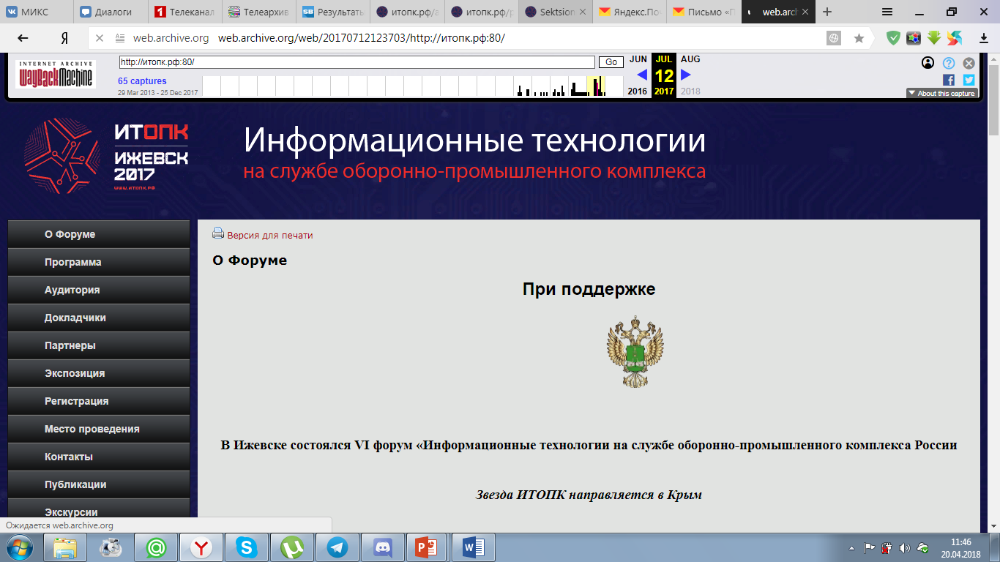 МИКС
Диалоги
Телеканал
Телеархив
Результаты
итопк.рф/а
итопк.рф/р
Sektsion
Яндекс.По
Письмо «П
web.arc
web.archive.org web.archive.org/web/20170712123703/http://итопк.рф:80/
INTERNET ARCHIVE
WayBackMachine
http://итопк.рф:80/
Go
JUN JUL AUG
65 captures
12
29 Mar 2013 - 25 Dec 2017
2016 2017 2018
About this capture
ИТОПК
ИЖЕВСК
2017
WWW.ИТОПК.РФ
Информационные технологии
на службе оборонно-промышленного комплекса
О Форуме
Программа
Аудитория
Докладчики
Партнеры
Экспозиция
Регистрация
Место проведения
Контакты
Публикации
Экскурсии
Версия для печати
О Форуме
При поддержке
В Ижевске состоялся VI форум «Информационные технологии на службе оборонно-промышленного комплекса России
Звезда ИТОПК направляется в Крым
Ожидается web.archive.org
11:46
20.04.2018